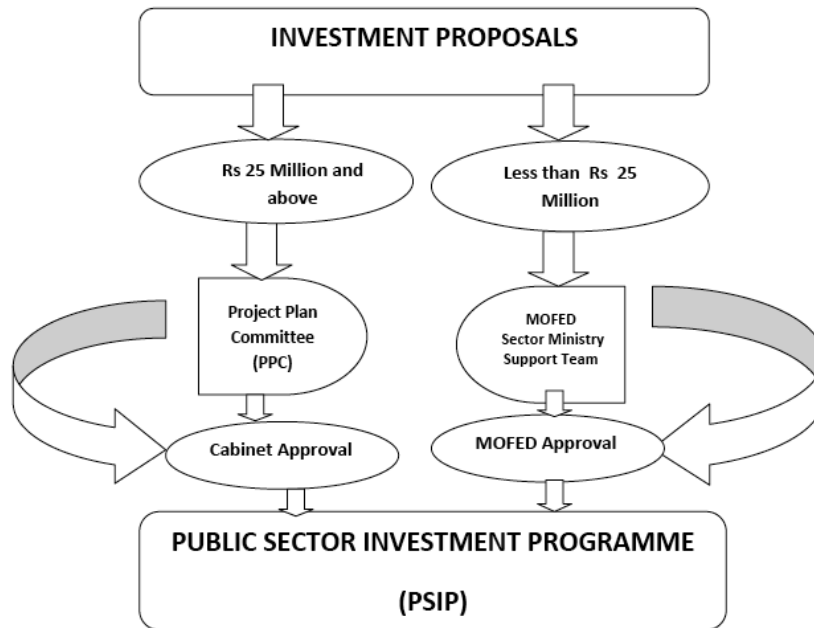 INVESTMENT PROPOSALS
Rs 25 Million and
above
Less than Rs 25
Million
Project Plan
Committee
(PPC)
MOFED
Sector Ministry
Support Team
Cabinet Approval
MOFED Approval
PUBLIC SECTOR INVESTMENT PROGRAMME
(PSIP)